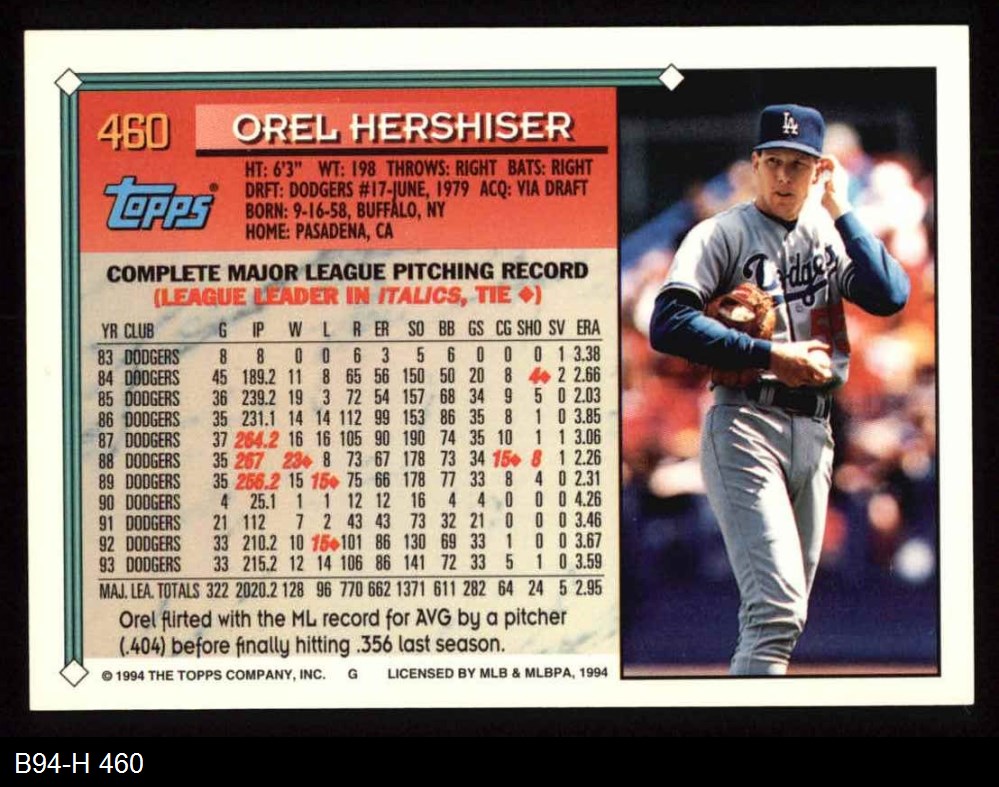 460
OREL HERSHISER
Topps®
HT: 6'3" WT: 198 THROWS: RIGHT BATS: RIGHT
DRFT: DODGERS #17-JUNE, 1979 ACQ: VIA DRAFT
BORN: 9-16-58, BUFFALO, NY
HOME: PASADENA, CA
LA
Dodgers
COMPLETE MAJOR LEAGUE PITCHING RECORD
(LEAGUE LEADER IN ITALICS, TIE ♦)
YR CLUB G IP W L R ER SO BB GS CG SHO SV ERA
83 DODGERS 8 8 0 0 6 3 5 6 0 0 0 1 3.38
84 DODGERS 45 189.2 11 8 65 56 150 50 20 8 4♦ 2 2.66
85 DODGERS 36 239.2 19 3 72 54 157 68 34 9 5 0 2.03
86 DODGERS 35 231.1 14 14 112 99 153 86 35 8 1 0 3.85
87 DODGERS 37 264.2 16 16 105 90 190 74 35 10 1 1 3.06
88 DODGERS 35 267 23♦ 8 73 67 178 73 34 15♦ 8 1 2.26
89 DODGERS 35 256.2 15 15♦ 75 66 178 77 33 8 4 0 2.31
90 DODGERS 4 25.1 1 1 12 12 16 4 4 0 0 0 4.26
91 DODGERS 21 112 7 2 43 43 73 32 21 0 0 0 3.46
92 DODGERS 33 210.2 10 15♦ 101 86 130 69 33 1 0 0 3.67
93 DODGERS 33 215.2 12 14 106 86 141 72 33 5 1 0 3.59
MAJ. LEA. TOTALS 322 2020.2 128 96 770 662 1371 611 282 64 24 5 2.95
Orel flirted with the ML record for AVG by a pitcher
(.404) before finally hitting .356 last season.
© 1994 THE TOPPS COMPANY, INC. G LICENSED BY MLB & MLBPA, 1994
B94-H 460